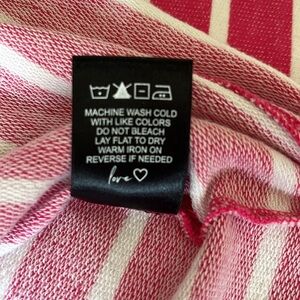 MACHINE WASH COLD
WITH LIKE COLORS
DO NOT BLEACH
LAY FLAT TO DRY
WARM IRON ON
REVERSE IF NEEDED
love ♡